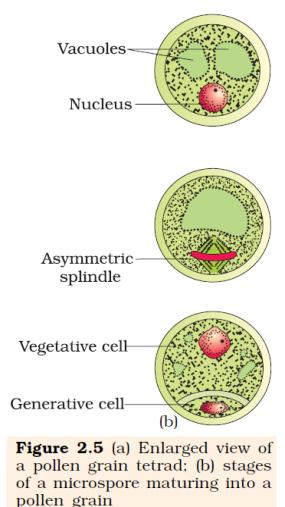 Vacuoles
Nucleus
Asymmetric
splindle
Vegetative cell
Generative cell
(b)
Figure 2.5 (a) Enlarged view of
a pollen grain tetrad; (b) stages
of a microspore maturing into a
pollen grain